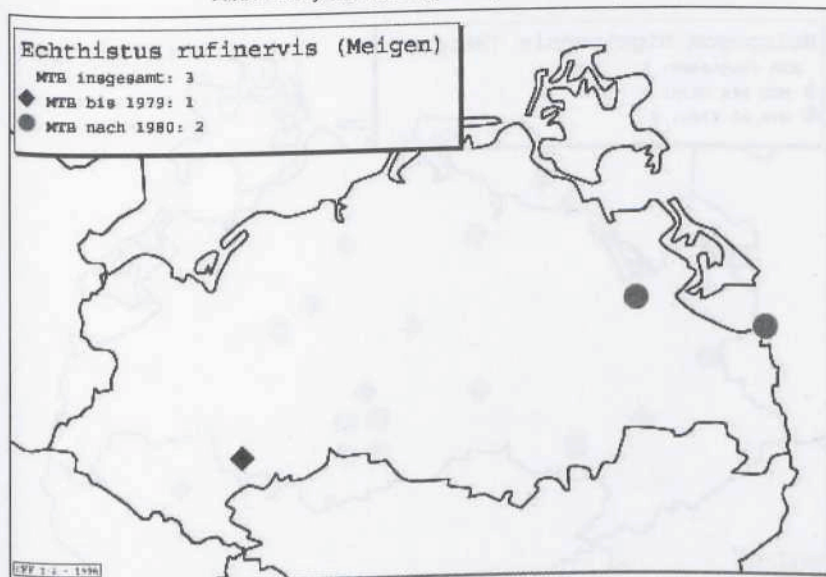 Echthistus rufinervis (Meigen)
MTB insgesamt: 3
MTB bis 1979: 1
MTB nach 1980: 2